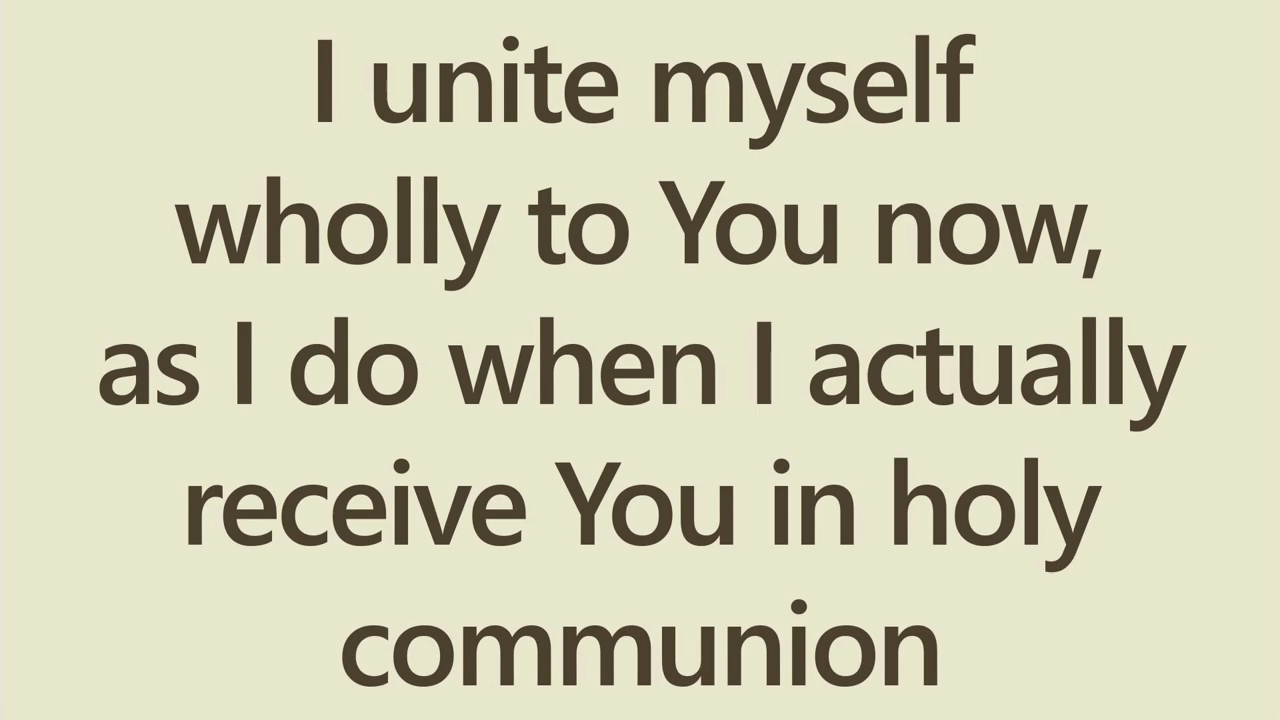 I unite myself
wholly to You now,
as I do when I actually
receive You in holy
communion